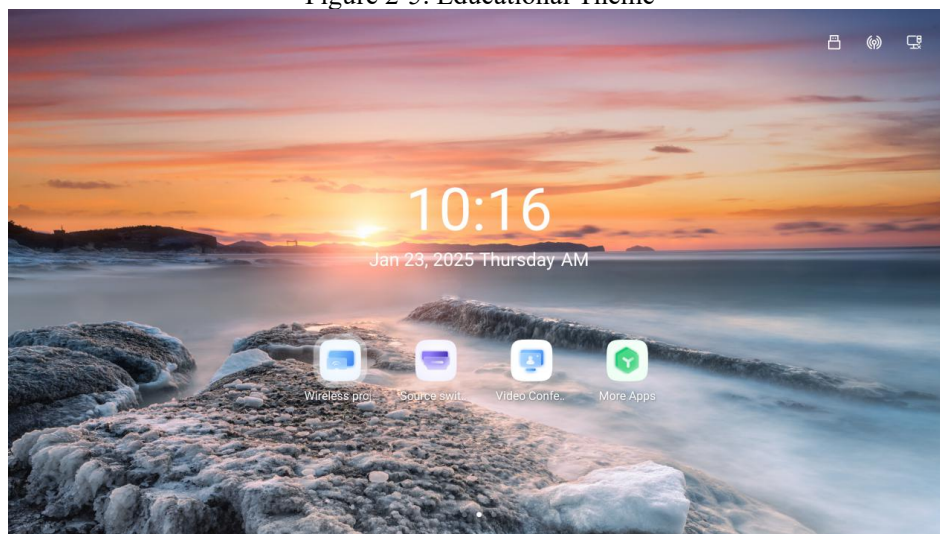 Figure 2-5: Educational Theme
10:16
Jan 23, 2025 Thursday AM
Wireless proj
Source swit..
Video Confe..
More Apps